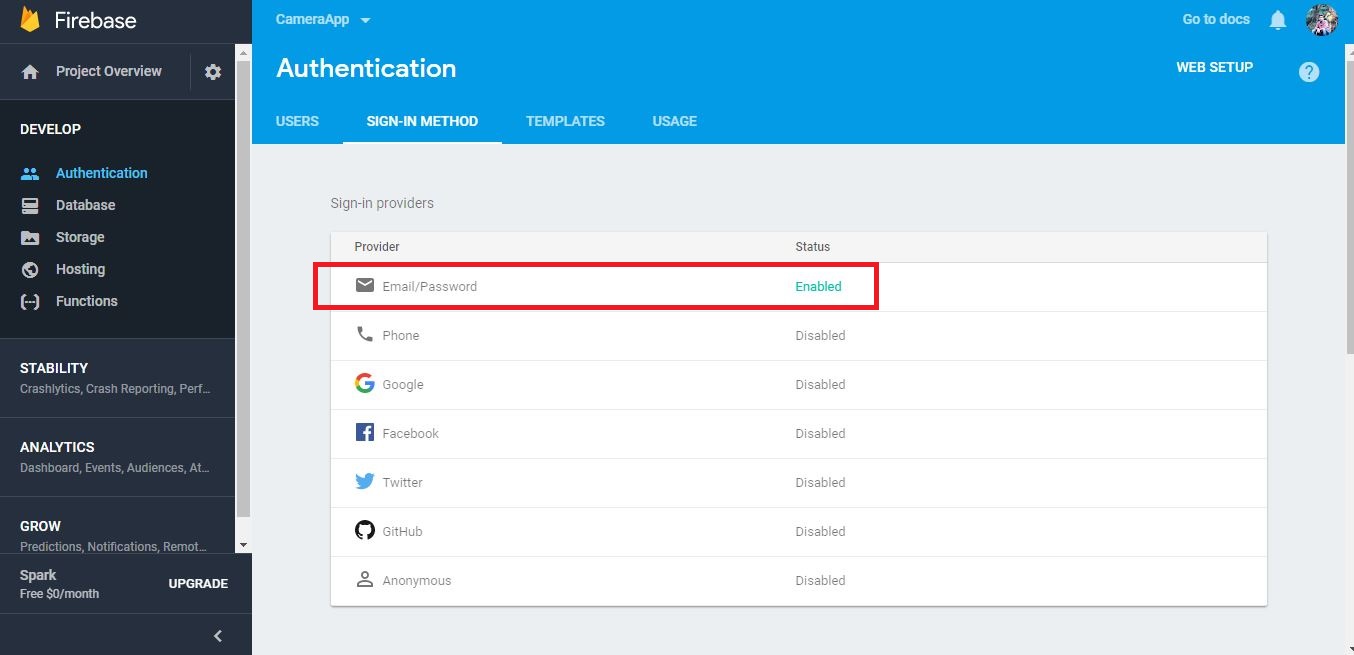 Firebase
CameraApp
Go to docs
Project Overview
Authentication
WEB SETUP
?
USERS
SIGN-IN METHOD
TEMPLATES
USAGE
DEVELOP
Authentication
Database
Storage
Hosting
Functions
STABILITY
Crashlytics, Crash Reporting, Perf...
ANALYTICS
Dashboard, Events, Audiences, At...
GROW
Predictions, Notifications, Remot...
Spark
Free $0/month
UPGRADE
Sign-in providers
Provider Status
Email/Password Enabled
Phone Disabled
Google Disabled
Facebook Disabled
Twitter Disabled
GitHub Disabled
Anonymous Disabled